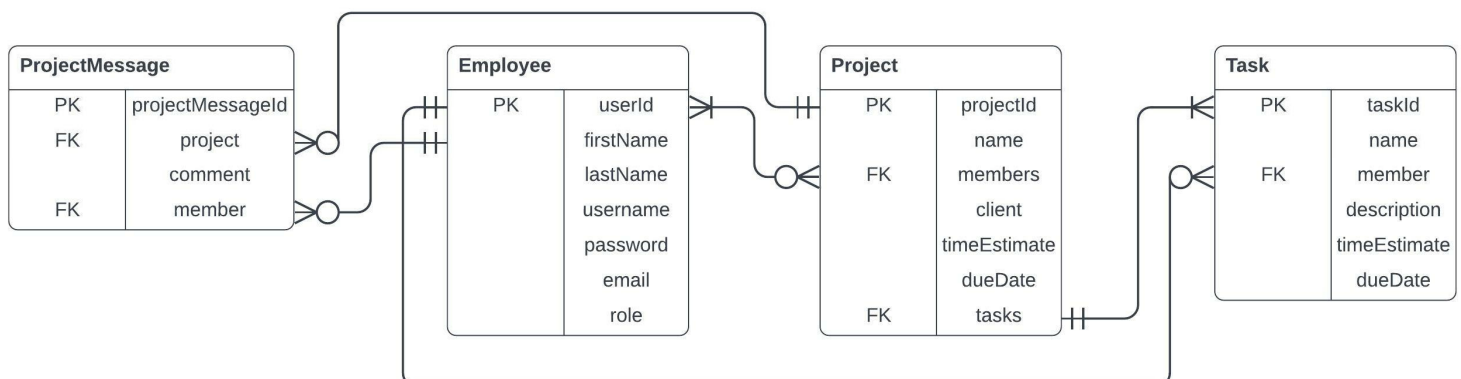 ProjectMessage
PK projectMessageId
FK project
comment
FK member
Employee
PK userId
firstName
lastName
username
password
email
role
Project
PK projectId
name
FK members
client
timeEstimate
dueDate
FK tasks
Task
PK taskId
name
FK member
description
timeEstimate
dueDate